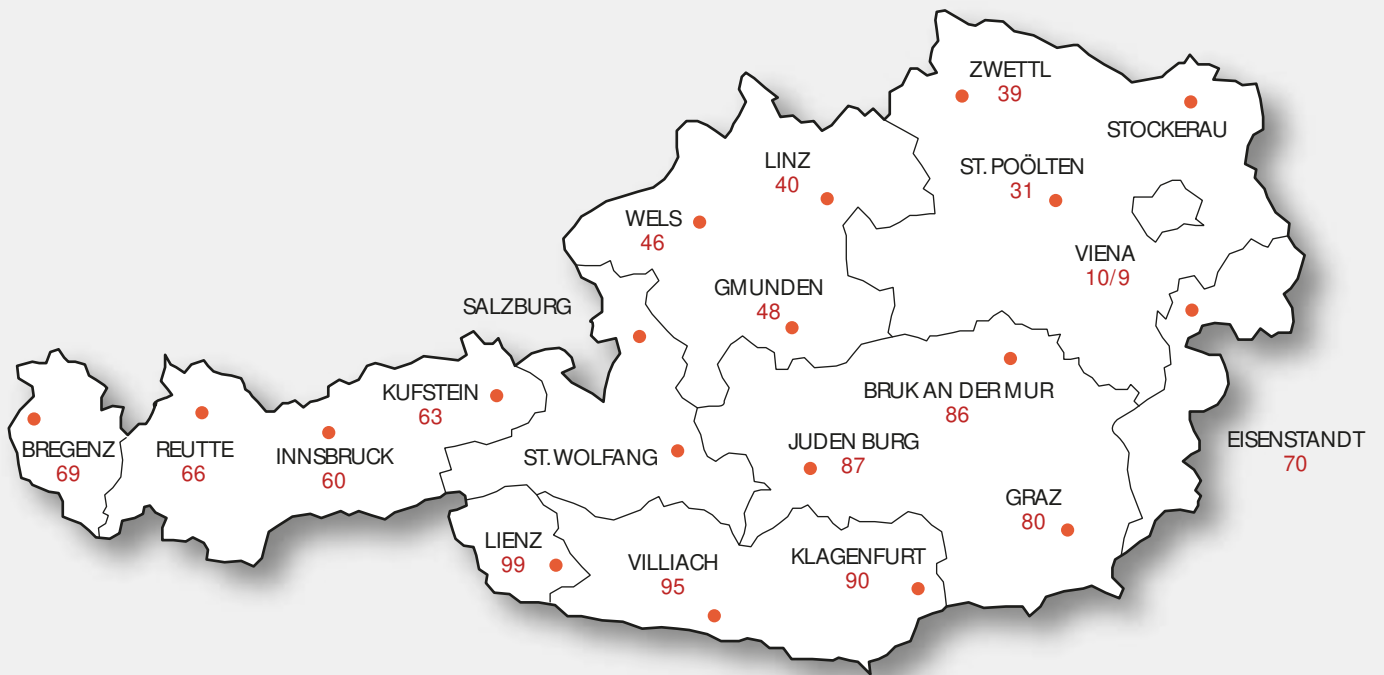 ZWETTL
39
STOCKERAU
LINZ
40
ST. POÖLTEN
31
WELS
46
VIENA
10/9
GMUNDEN
48
SALZBURG
KUFSTEIN
63
BRUK AN DER MUR
86
BREGENZ
69
REUTTE
66
INNSBRUCK
60
ST. WOLFANG
JUDEN BURG
87
EISENSTANDT
70
GRAZ
80
LIENZ
99
VILLIACH
95
KLAGENFURT
90